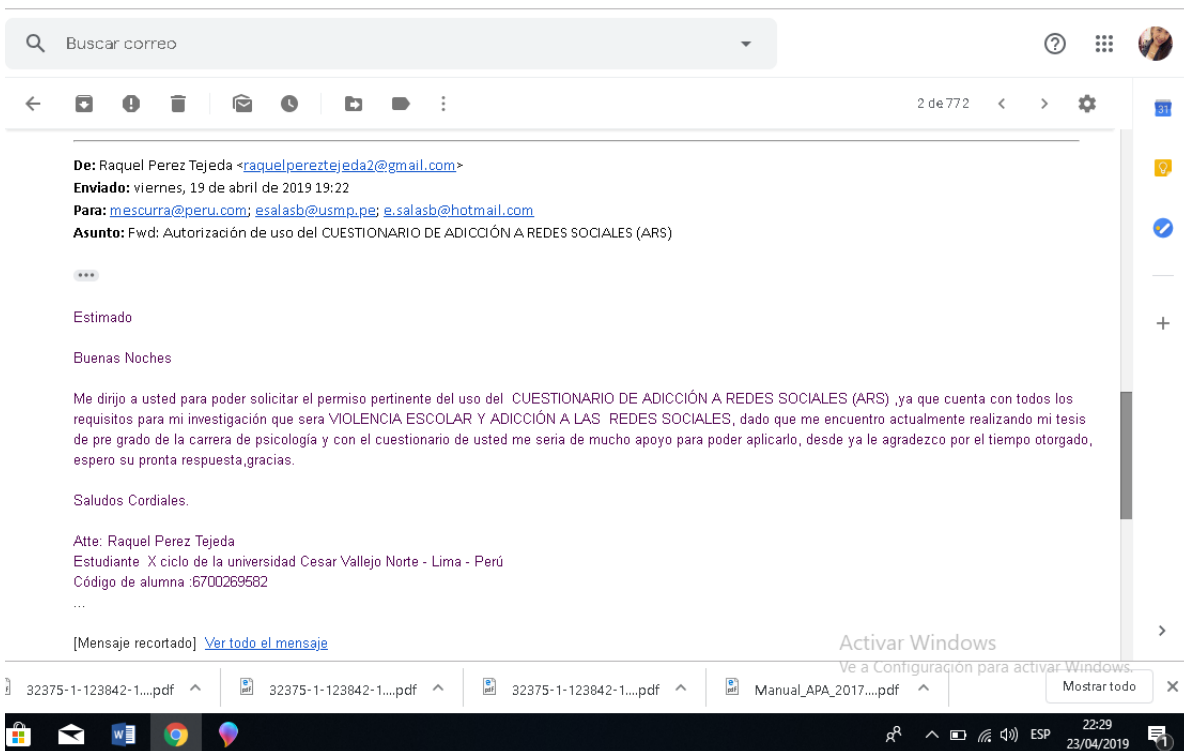 Buscar correo
2 de 772
31
De: Raquel Perez Tejeda <raquelpereztejeda2@gmail.com>
Enviado: viernes, 19 de abril de 2019 19:22
Para: mescurra@peru.com; esalasb@usmp.pe; e.salasb@hotmail.com
Asunto: Fwd: Autorización de uso del CUESTIONARIO DE ADICCIÓN A REDES SOCIALES (ARS)
Estimado
Buenas Noches
Me dirijo a usted para poder solicitar el permiso pertinente del uso del CUESTIONARIO DE ADICCIÓN A REDES SOCIALES (ARS) ,ya que cuenta con todos los
requisitos para mi investigación que sera VIOLENCIA ESCOLAR Y ADICCIÓN A LAS REDES SOCIALES, dado que me encuentro actualmente realizando mi tesis
de pre grado de la carrera de psicología y con el cuestionario de usted me seria de mucho apoyo para poder aplicarlo, desde ya le agradezco por el tiempo otorgado,
espero su pronta respuesta,gracias.
Saludos Cordiales.
Atte: Raquel Perez Tejeda
Estudiante X ciclo de la universidad Cesar Vallejo Norte - Lima - Perú
Código de alumna :6700269582
...
[Mensaje recortado] Ver todo el mensaje
Activar Windows
Ve a Configuración para activar Windows.
32375-1-123842-1....pdf
32375-1-123842-1....pdf
32375-1-123842-1....pdf
Manual_APA_2017....pdf
Mostrar todo
ESP
22:29
23/04/2019
1